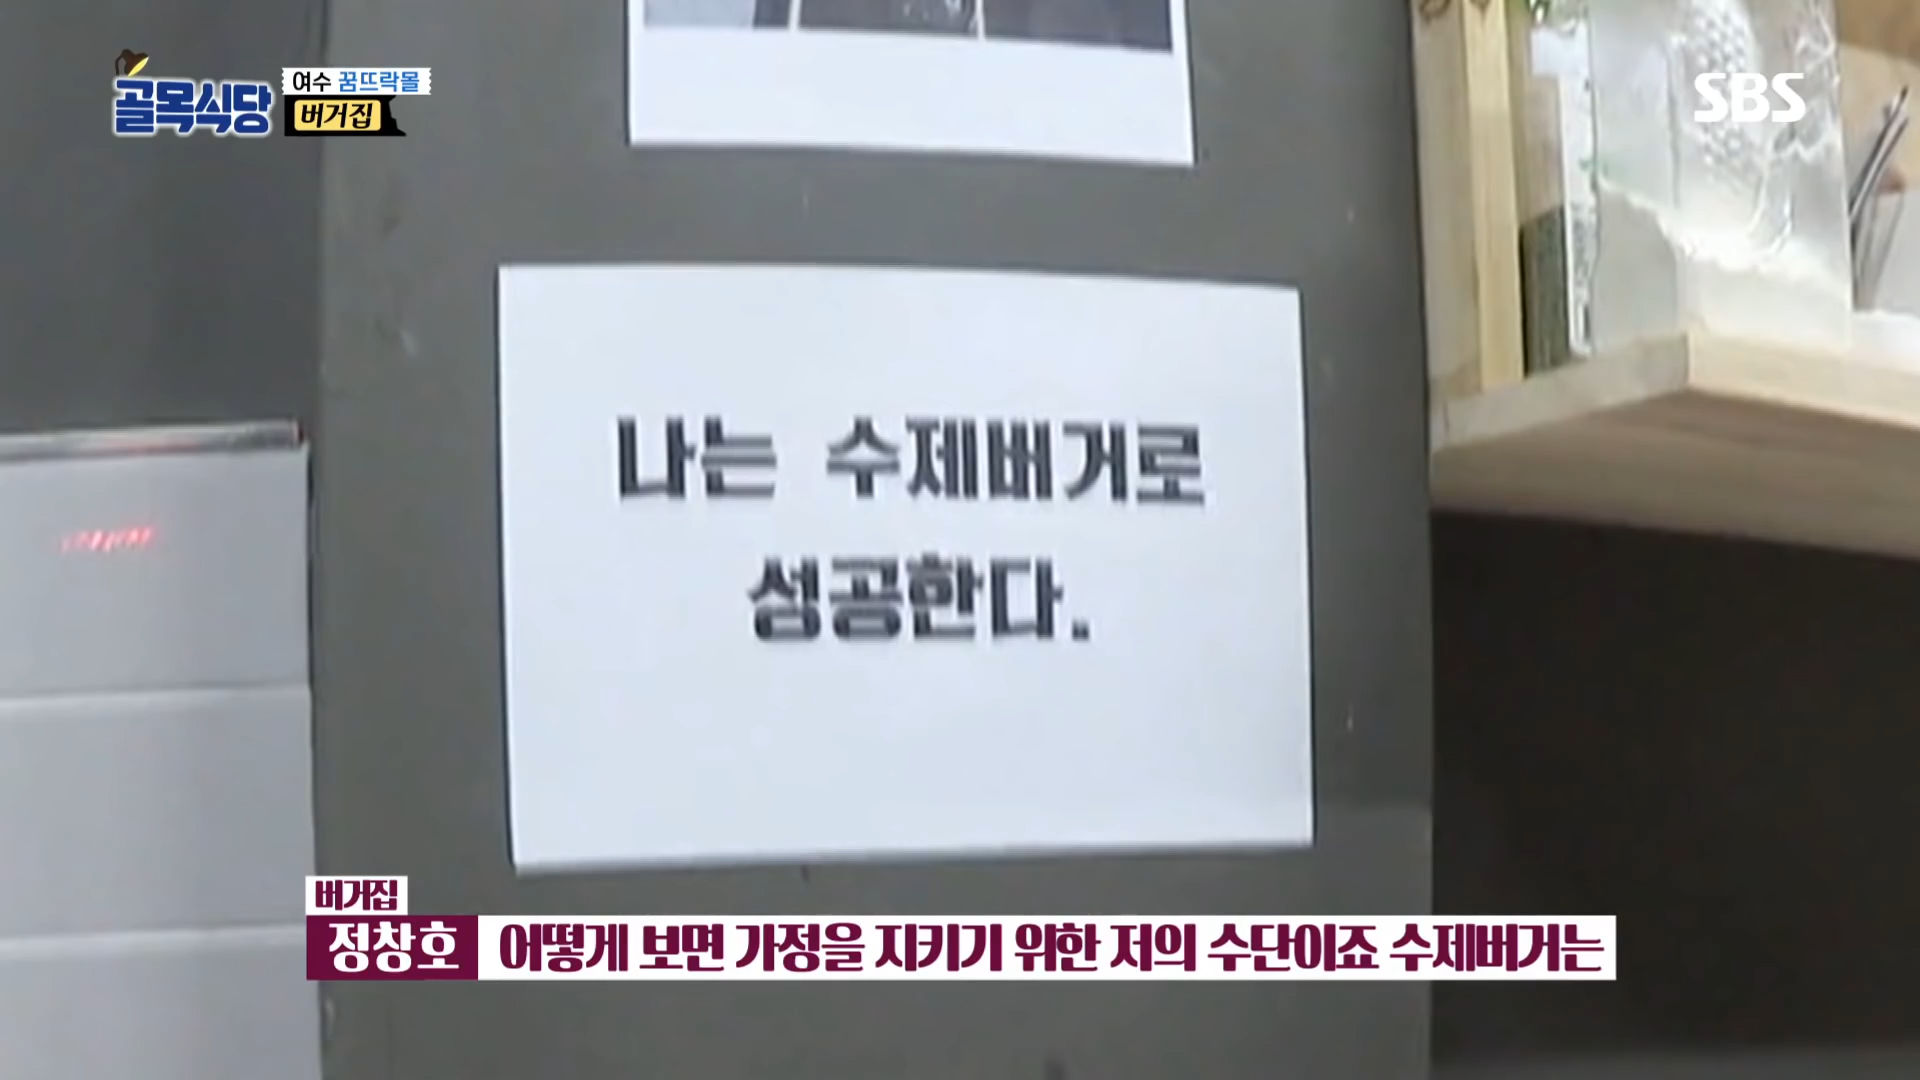 골목식당
여수 꿈뜨락몰
버거집
SBS
나는 수제버거로
성공한다.
버거집
정창호 어떻게 보면 가정을 지키기 위한 저의 수단이죠 수제버거는